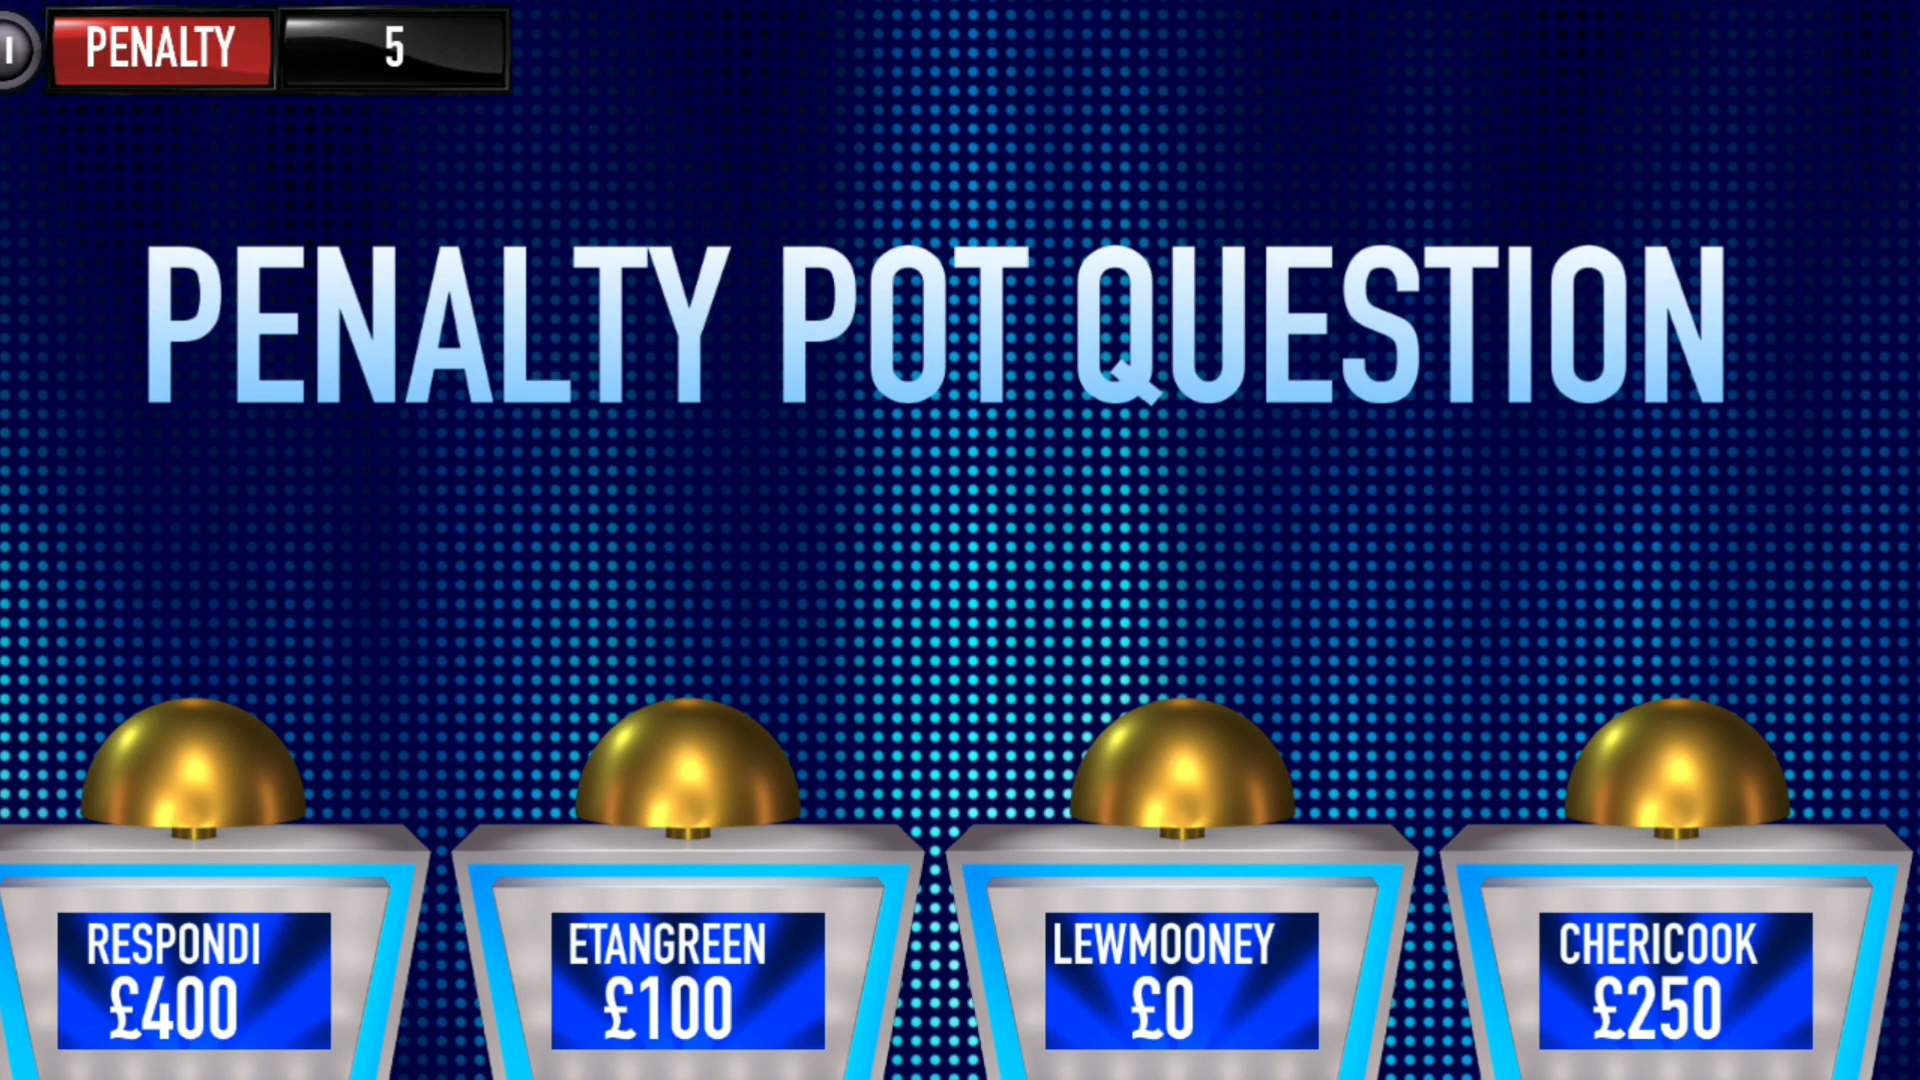 PENALTY 5
PENALTY POT QUESTION
RESPONDI
£400
ETANGREEN
£100
LEWMOONEY
£0
CHERICOOK
£250